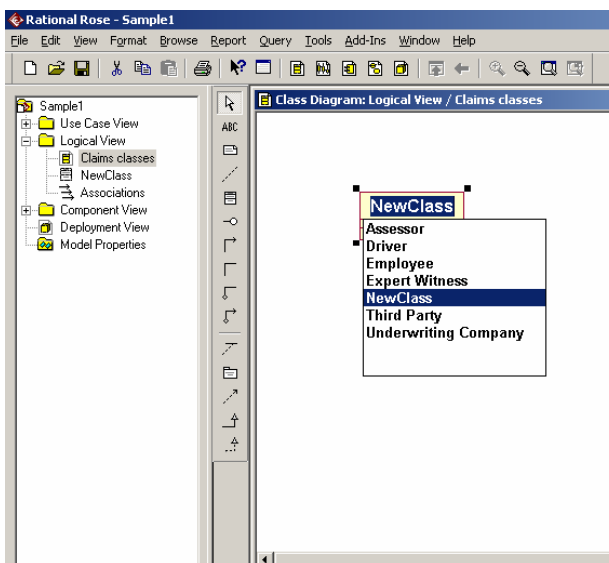 Rational Rose - Sample1
File Edit View Format Browse Report Query Tools Add-Ins Window Help
Class Diagram: Logical View / Claims classes
Sample1
Use Case View
Logical View
Claims classes
NewClass
Associations
Component View
Deployment View
Model Properties
ABC
NewClass
Assessor
Driver
Employee
Expert Witness
NewClass
Third Party
Underwriting Company